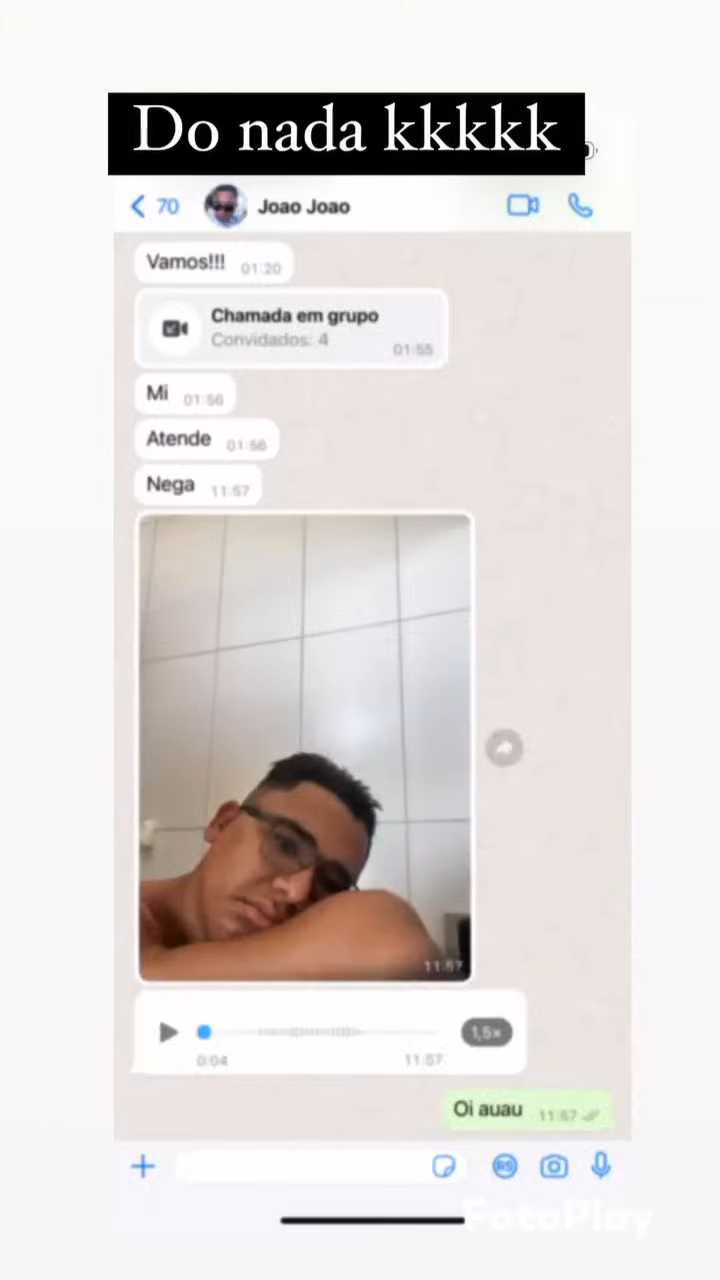 Do nada kkkkk
70 Joao Joao
Vamos!!! 01:20
Chamada em grupo
Convidados: 4 01:55
Mi 01:56
Atende 01:56
Nega 11:57
11:57
1,5×
0:04 11:57
Oi auau 11:57
R$
FotoPlay